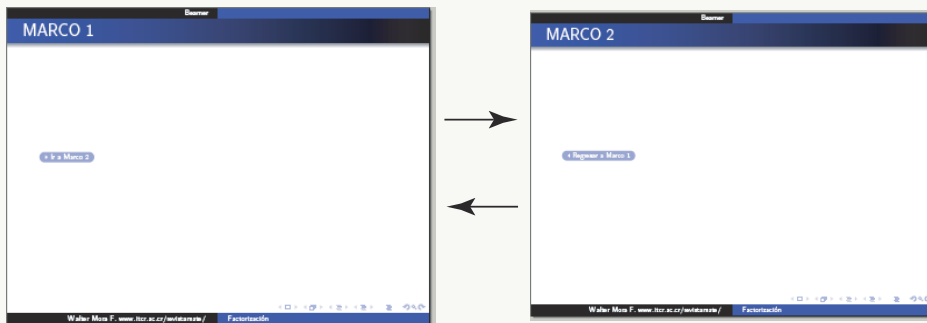 Beamer
MARCO 1
Ir a Marco 2
Walter Mora F. www.itcr.ac.cr/revistamate/ Factorización
Beamer
MARCO 2
Regresar a Marco 1
Walter Mora F. www.itcr.ac.cr/revistamate/ Factorización